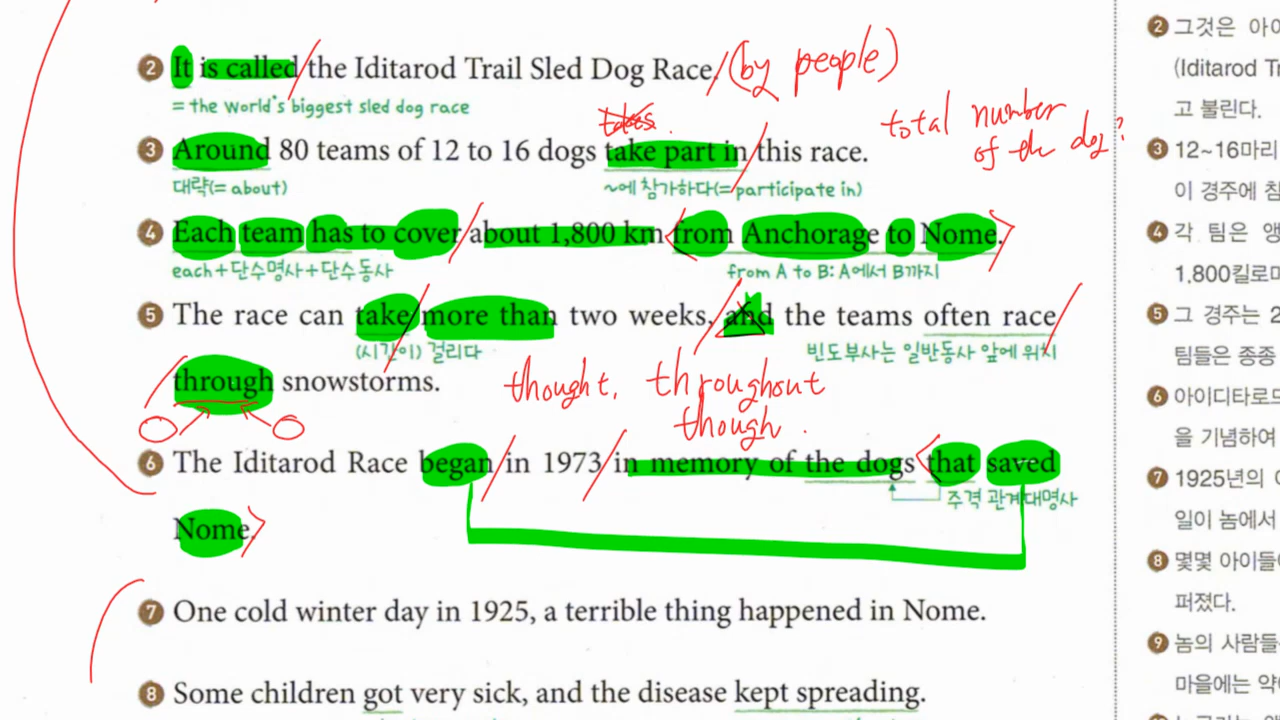 ② It is called the Iditarod Trail Sled Dog Race. (by people)
= the world's biggest sled dog race
takes.
total number
of the dog?
③ Around 80 teams of 12 to 16 dogs take part in this race.
대략(= about) ~에 참가하다(= participate in)
④ Each team has to cover about 1,800 km from Anchorage to Nome.
each+단수명사+단수동사 from A to B: A에서 B까지
⑤ The race can take more than two weeks, and the teams often race
(시간이) 걸리다 빈도부사는 일반동사 앞에 위치
through snowstorms.
thought, throughout
though.
⑥ The Iditarod Race began in 1973 in memory of the dogs that saved
주격 관계대명사
Nome.
⑦ One cold winter day in 1925, a terrible thing happened in Nome.
⑧ Some children got very sick, and the disease kept spreading.
② 그것은 아이
(Iditarod Tr
고 불린다.
③ 12~16마리
이 경주에 참
④ 각 팀은 앵
1,800킬로미
⑤ 그 경주는 2
팀들은 종종
⑥ 아이디타로드
을 기념하여
⑦ 1925년의
일이 놈에서
⑧ 몇몇 아이들이
퍼졌다.
⑨ 놈의 사람들
마을에는 약